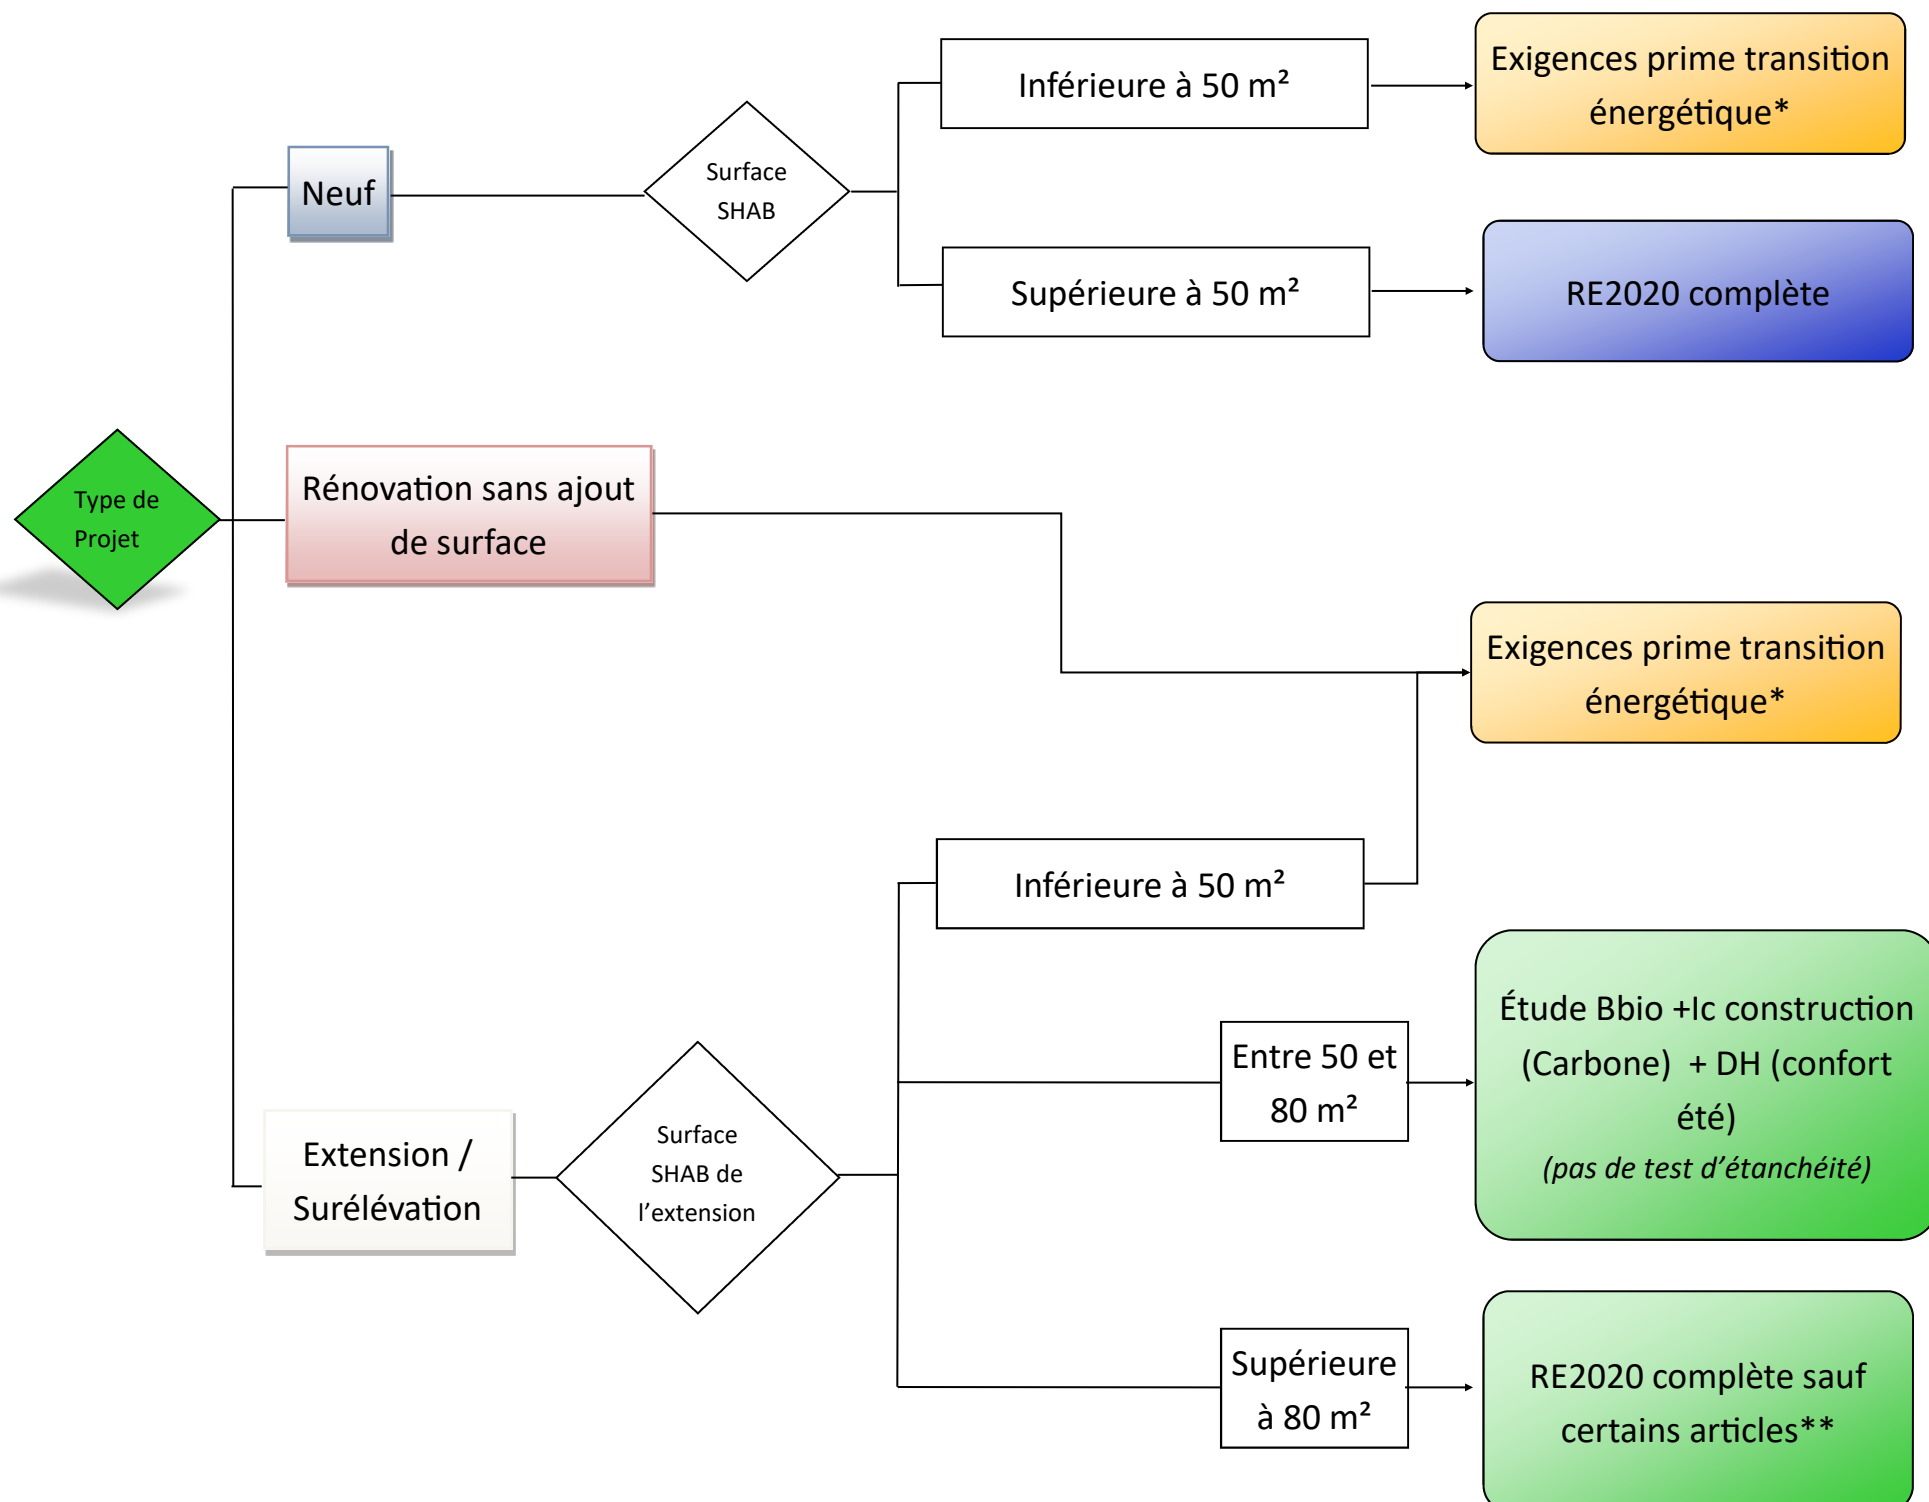 Exigences prime transition
énergétique*
Inférieure à 50 m²
Neuf
Surface
SHAB
Supérieure à 50 m²
RE2020 complète
Type de
Projet
Rénovation sans ajout
de surface
Exigences prime transition
énergétique*
Inférieure à 50 m²
Entre 50 et
80 m²
Étude Bbio +Ic construction
(Carbone)  + DH (confort
été)
(pas de test d’étanchéité)
Extension /
Surélévation
Surface
SHAB de
l’extension
Supérieure
à 80 m²
RE2020 complète sauf
certains articles**